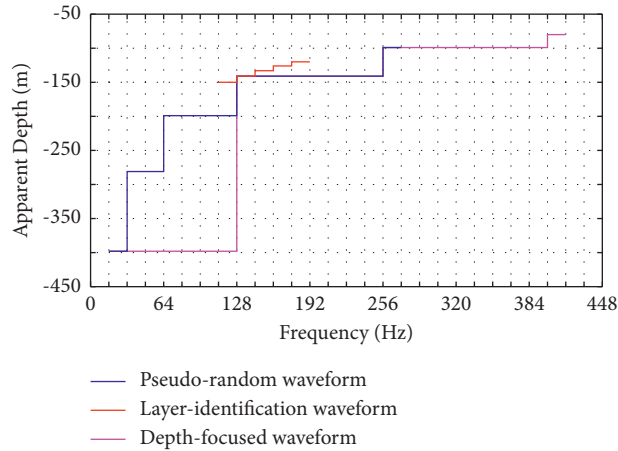 -50
-150
-250
-350
-450
Apparent Depth (m)
0 64 128 192 256 320 384 448
Frequency (Hz)
Pseudo-random waveform
Layer-identification waveform
Depth-focused waveform